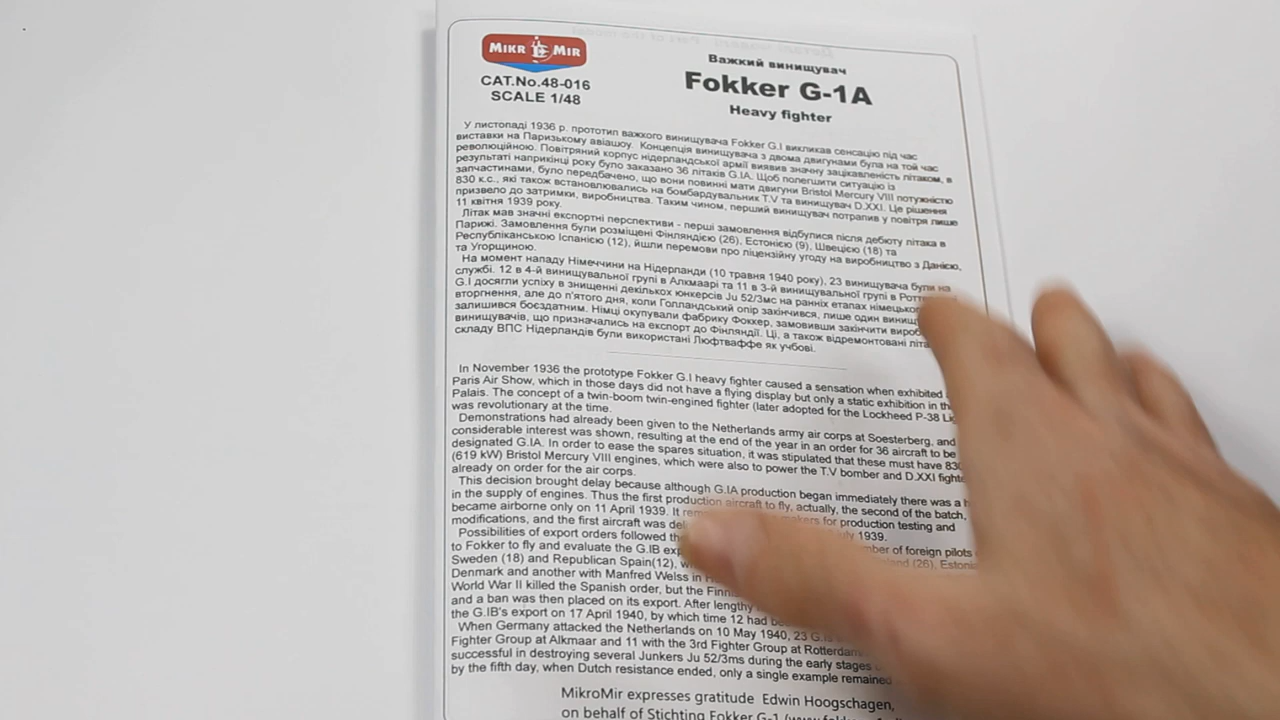 MIKR MIR
CAT.No.48-016
SCALE 1/48
Важкий винищувач
Fokker G-1A
Heavy fighter
У листопаді 1936 р. прототип важкого винищувача Fokker G.I викликав сенсацію під час
виставки на Паризькому авіашоу. Концепція винищувача з двома двигунами була на той час
революційною. Повітряний корпус нідерландської армії виявив значну зацікавленість літаком, в
результаті наприкінці року було заказано 36 літаків G.IA. Щоб полегшити ситуацію із
запчастинами, було передбачено, що вони повинні мати двигуни Bristol Mercury VIII потужністю
830 к.с., які також встановлювались на бомбардувальник T.V та винищувач D.XXI. Це рішення
призвело до затримки, виробництва. Таким чином, перший винищувач потрапив у повітря лише
11 квітня 1939 року.
Літак мав значні експортні перспективи - перші замовлення відбулися після дебюту літака в
Парижі. Замовлення були розміщені Фінляндією (26), Естонією (9), Швецією (18) та
Республіканською Іспанією (12), йшли перемови про ліцензійну угоду на виробництво з Данією,
та Угорщиною.
На момент нападу Німеччини на Нідерланди (10 травня 1940 року), 23 винищувача були на
службі. 12 в 4-й винищувальної групі в Алкмаарі та 11 в 3-й винищувальної групі в
G.I досягли успіху в знищенні декількох юнкерсів Ju 52/3мс на ранніх етапах
вторгнення, але до п'ятого дня, коли Голландський опір закінчився, лише один
залишився боєздатним. Німці окупували фабрику Фоккер, замовивши закінчити
винищувачів, що призначались на експорт до Фінляндії. Ці, а також відремонтовані
складу ВПС Нідерландів були використані Люфтваффе як учбові.
In November 1936 the prototype Fokker G.I heavy fighter caused a sensation when exhibited
Paris Air Show, which in those days did not have a flying display but only a static exhibition in the
Palais. The concept of a twin-boom twin-engined fighter (later adopted for the Lockheed P-38
was revolutionary at the time.
Demonstrations had already been given to the Netherlands army air corps at Soesterberg, and
considerable interest was shown, resulting at the end of the year in an order for 36 aircraft to be
designated G.IA. In order to ease the spares situation, it was stipulated that these must have 830
(619 kW) Bristol Mercury VIII engines, which were also to power the T.V bomber and D.XXI
already on order for the air corps.
This decision brought delay because although G.IA production began immediately there was a
in the supply of engines. Thus the first production aircraft to fly, actually, the second of the batch,
became airborne only on 11 April 1939. It makers for production testing and
modifications, and the first aircraft was July 1939.
Possibilities of export orders followed the of foreign pilots
to Fokker to fly and evaluate the G.IB (26),
Sweden (18) and Republican Spain(12),
Denmark and another with Manfred Weiss in
World War II killed the Spanish order, but the
and a ban was then placed on its export. After lengthy
the G.IB's export on 17 April 1940, by which time 12 had
When Germany attacked the Netherlands on 10 May 1940, 23
Fighter Group at Alkmaar and 11 with the 3rd Fighter Group at Rotterdam
successful in destroying several Junkers Ju 52/3ms during the early stages
by the fifth day, when Dutch resistance ended, only a single example remained
MikroMir expresses gratitude Edwin Hoogschagen,
on behalf of Stichting Fokker G-1